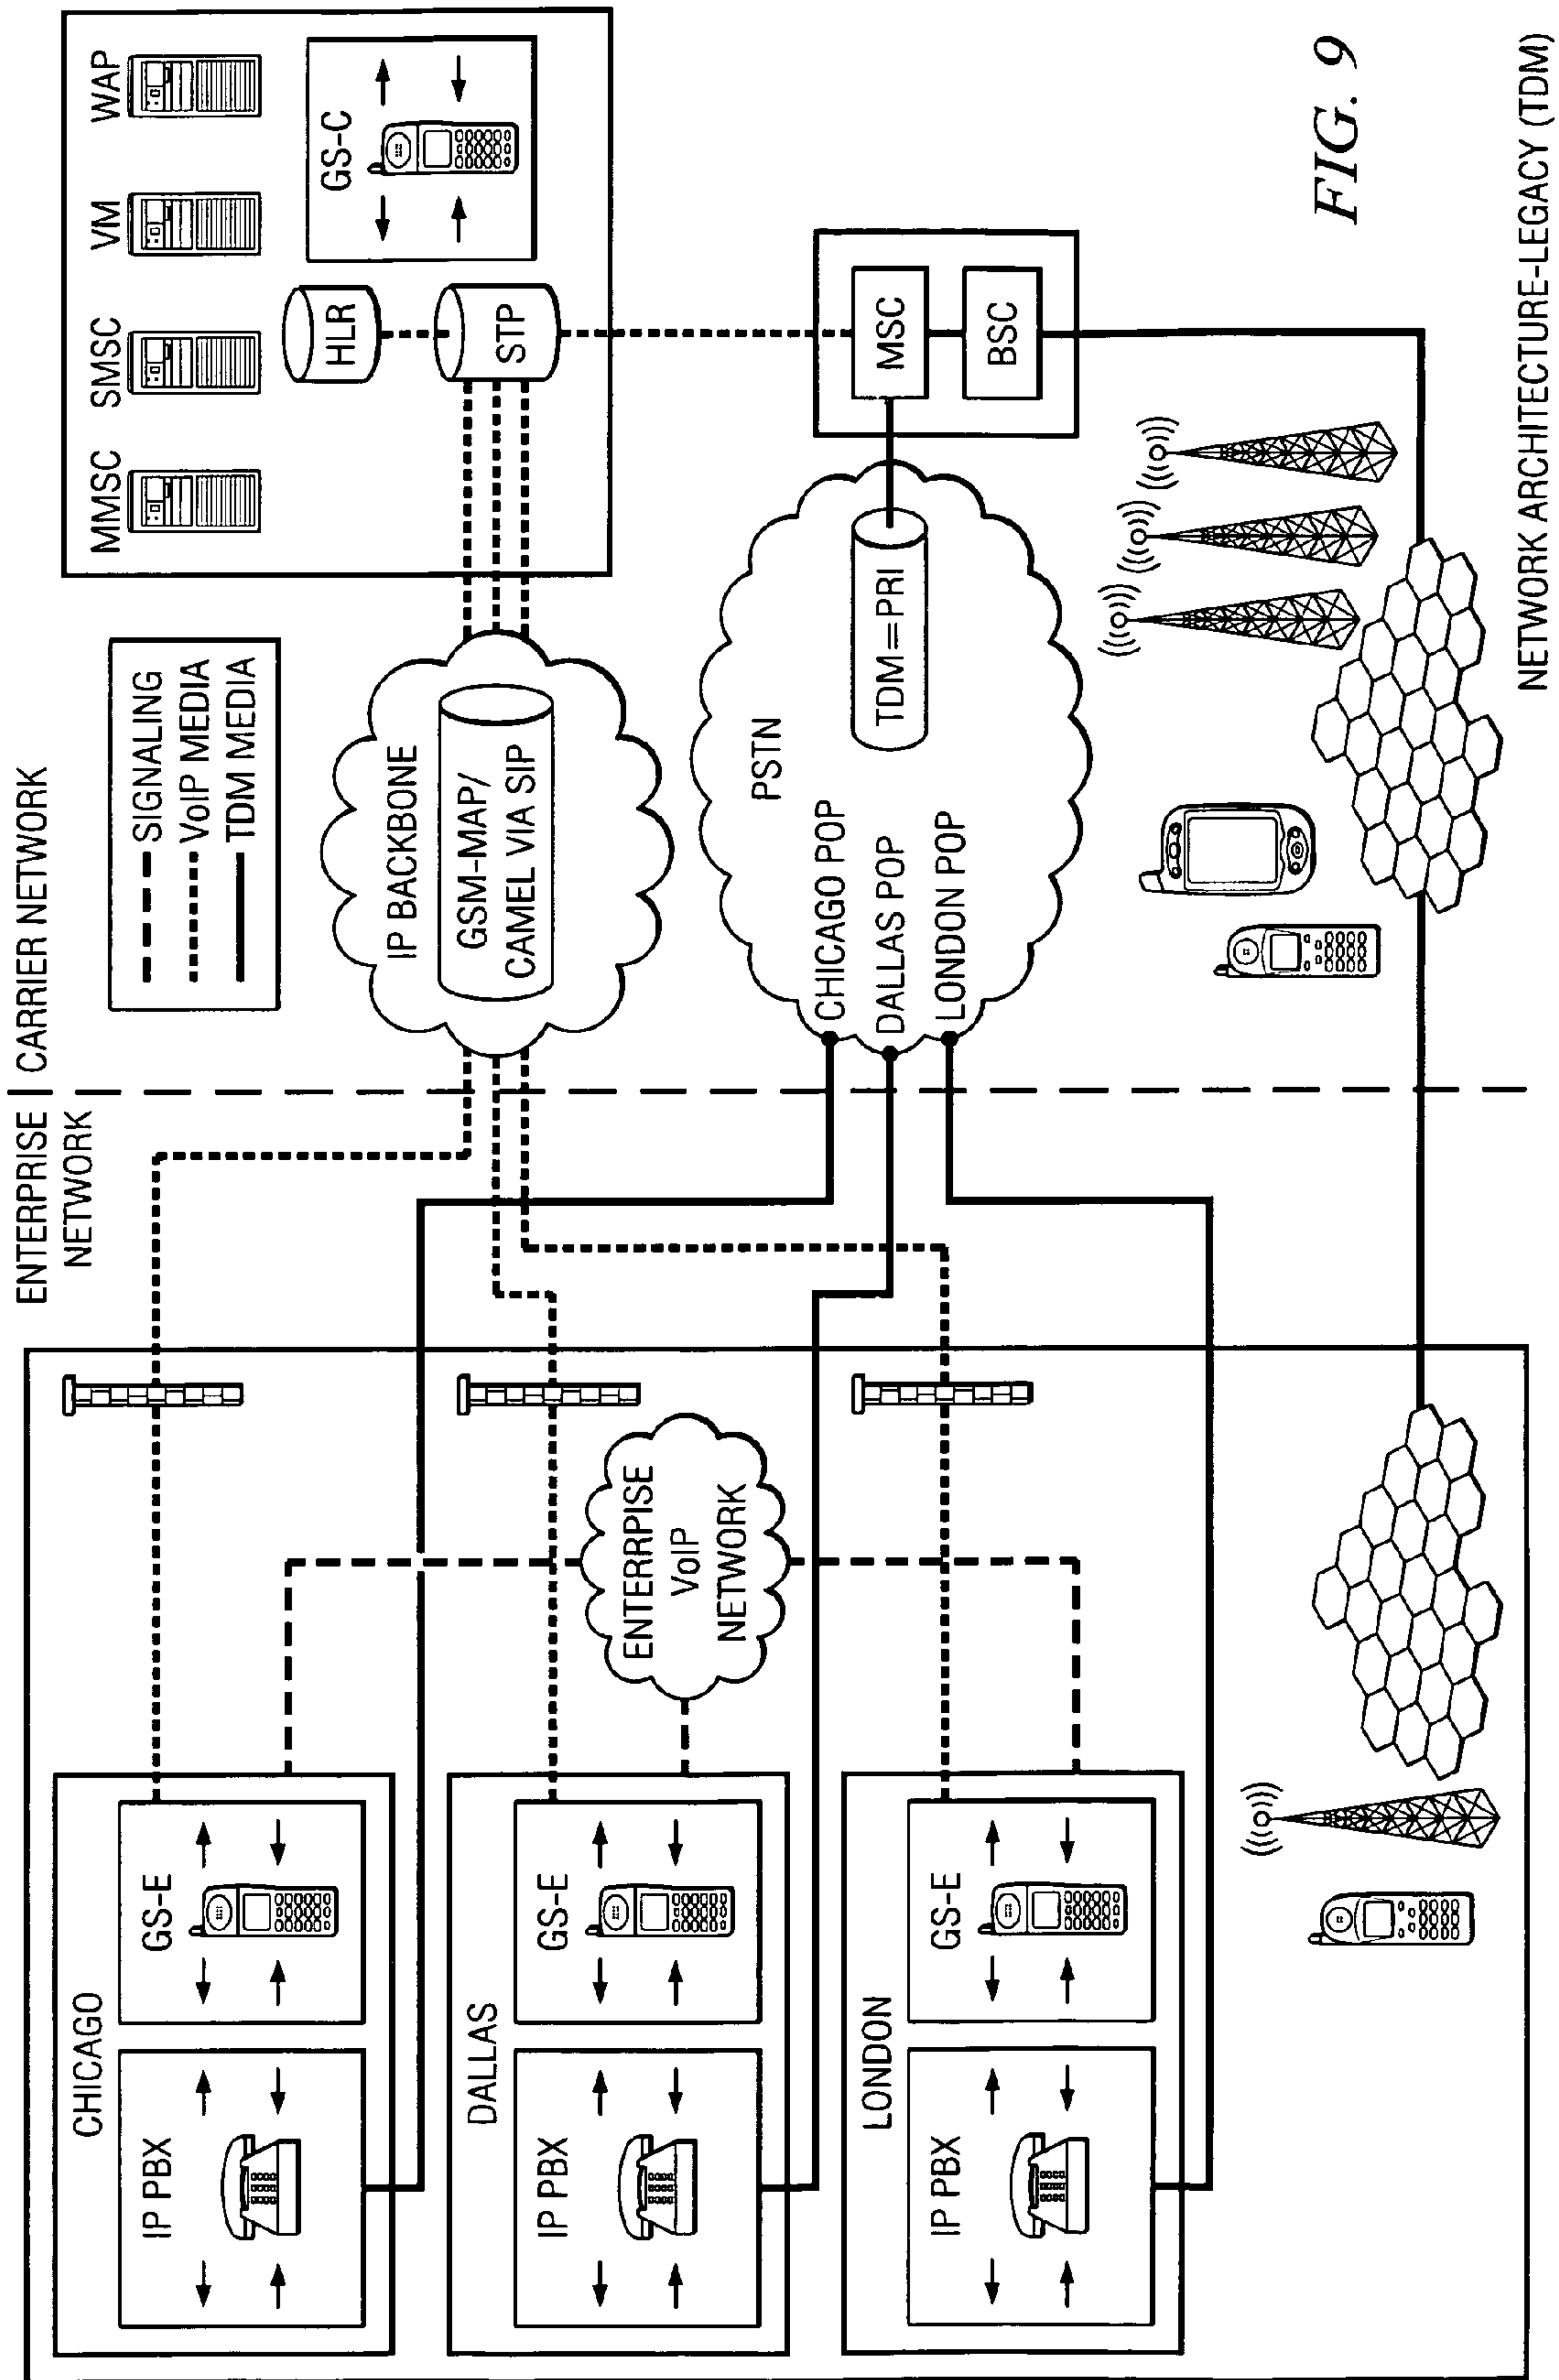 ENTERPRISE
NETWORK
CARRIER NETWORK
CHICAGO
IP PBX
GS-E
DALLAS
IP PBX
GS-E
LONDON
IP PBX
GS-E
ENTERRPISE
VoIP
NETWORK
SIGNALING
VoIP MEDIA
TDM MEDIA
IP BACKBONE
GSM-MAP/
CAMEL VIA SIP
PSTN
CHICAGO POP
DALLAS POP
LONDON POP
TDM=PRI
MMSC
SMSC
VM
WAP
HLR
STP
GS-C
MSC
BSC
FIG. 9
NETWORK ARCHITECTURE-LEGACY (TDM)